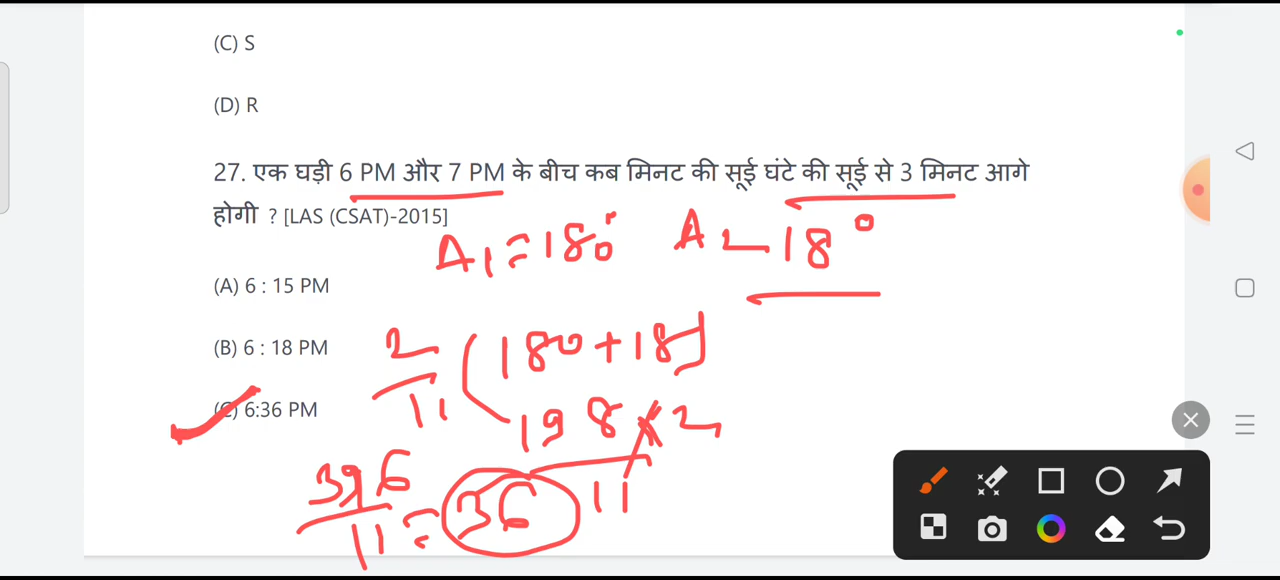 (C) S
(D) R
27. एक घड़ी 6 PM और 7 PM के बीच कब मिनट की सूई घंटे की सूई से 3 मिनट आगे
होगी ? [LAS (CSAT)-2015]
A1 = 180° A2 18°
(A) 6 : 15 PM
(B) 6 : 18 PM
2/11 (180+18)
(C) 6:36 PM
198 × 2 / 11
396/11 = 36